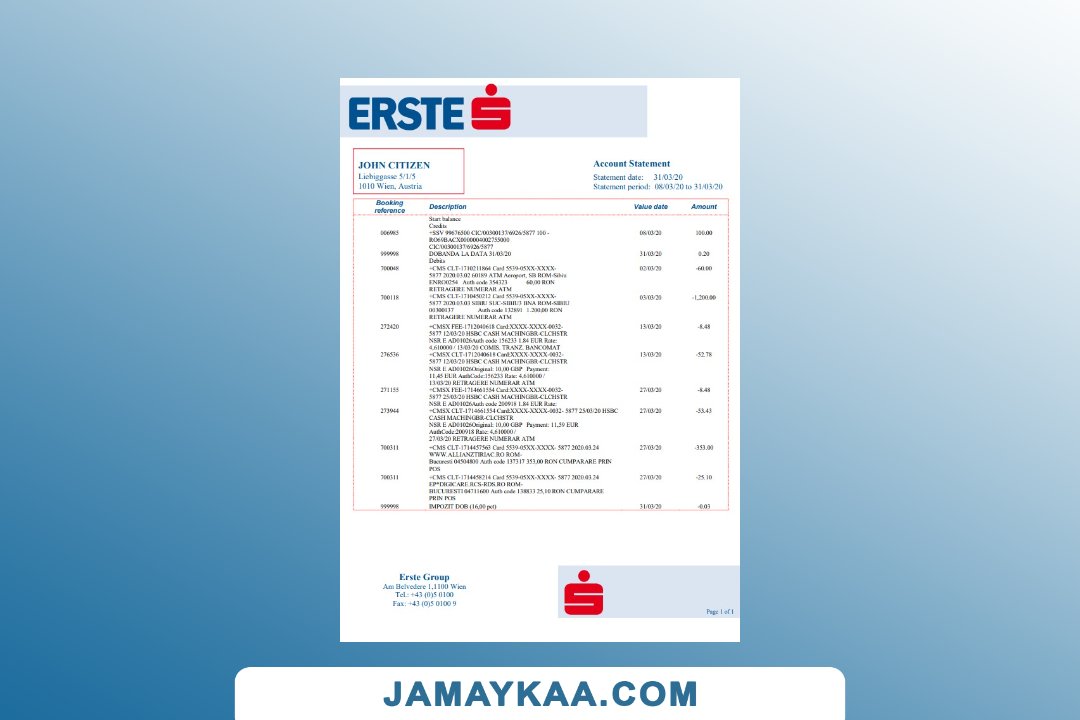 ERSTE
JOHN CITIZEN
Liebiggasse 5/1/5
1010 Wien, Austria
Account Statement
Statement date: 31/03/20
Statement period: 08/03/20 to 31/03/20
Booking reference Description Value date Amount
Start balance
Credits
006985 +SSV 99676500 CIC/00300137/6926/5877 100 - 08/03/20 100.00
RO69BACX0000004002755000
CIC/00300137/6926/5877
999998 DOBANDA LA DATA 31/03/20 31/03/20 0.20
Debits
700048 +CMS CLT-1710211864 Card 5539-05XX-XXXX- 02/03/20 -60.00
5877 2020.03.02 60189 ATM Aeroport, SB ROM-Sibiu
ENRO0254 Auth code 354323 60,00 RON
RETRAGERE NUMERAR ATM
700118 +CMS CLT-1710450212 Card 5539-05XX-XXXX- 03/03/20 -1,200.00
5877 2020.03.03 SIBIU SUC-SIBIU3 BNA ROM-SIBIU
00300137 Auth code 132891 1.200,00 RON
RETRAGERE NUMERAR ATM
272420 +CMSX FEE-1712040618 Card:XXXX-XXXX-0032- 13/03/20 -8.48
5877 12/03/20 HSBC CASH MACHINGBR-CLCHSTR
NSR E AD01026Auth code 156233 1.84 EUR Rate:
4.610000 / 13/03/20 COMIS. TRANZ. BANCOMAT
276536 +CMSX CLT-1712040618 Card:XXXX-XXXX-0032- 13/03/20 -52.78
5877 12/03/20 HSBC CASH MACHINGBR-CLCHSTR
NSR E AD01026Original: 10,00 GBP Payment:
11,45 EUR AuthCode:156233 Rate: 4.610000 /
13/03/20 RETRAGERE NUMERAR ATM
271155 +CMSX FEE-1714661554 Card:XXXX-XXXX-0032- 27/03/20 -8.48
5877 25/03/20 HSBC CASH MACHINGBR-CLCHSTR
NSR E AD01026Auth code 200918 1.84 EUR Rate:
273944 +CMSX CLT-1714661554 Card:XXXX-XXXX-0032- 5877 25/03/20 HSBC 27/03/20 -53.43
CASH MACHINGBR-CLCHSTR
NSR E AD01026Original: 10,00 GBP Payment: 11,59 EUR
AuthCode:200918 Rate: 4.610000 /
27/03/20 RETRAGERE NUMERAR ATM
700311 +CMS CLT-1714457563 Card 5539-05XX-XXXX- 5877 2020.03.24 27/03/20 -353.00
WWW.ALLIANZTIRIAC.RO ROM-
Bucuresti 04504800 Auth code 137317 353,00 RON CUMPARARE PRIN
POS
700311 +CMS CLT-1714458214 Card 5539-05XX-XXXX- 5877 2020.03.24 27/03/20 -25.10
EP*DIGICARE.RCS-RDS.RO ROM-
BUCURESTI 04711600 Auth code 138833 25,10 RON CUMPARARE
PRIN POS
999998 IMPOZIT DOB (16,00 pct) 31/03/20 -0.03
Erste Group
Am Belvedere 1,1100 Wien
Tel.: +43 (0)5 0100
Fax: +43 (0)5 0100 9
Page 1 of 1
JAMAYKAA.COM